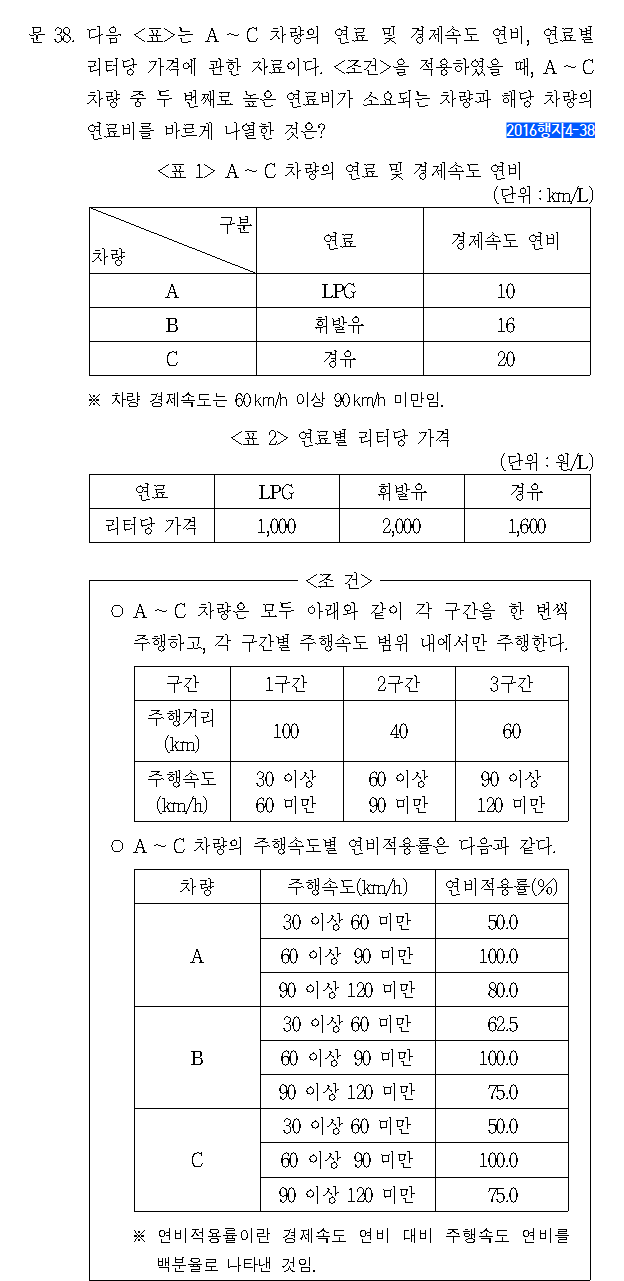 문 38. 다음 <표>는 A ~ C 차량의 연료 및 경제속도 연비, 연료별
리터당 가격에 관한 자료이다. <조건>을 적용하였을 때, A ~ C
차량 중 두 번째로 높은 연료비가 소요되는 차량과 해당 차량의
연료비를 바르게 나열한 것은?
2016행자4-38
<표 1> A ~ C 차량의 연료 및 경제속도 연비
(단위 : km/L)
구분
차량
연료
경제속도 연비
A LPG 10
B 휘발유 16
C 경유 20
※ 차량 경제속도는 60 km/h 이상 90 km/h 미만임.
<표 2> 연료별 리터당 가격
(단위 : 원/L)
연료 LPG 휘발유 경유
리터당 가격 1,000 2,000 1,600
<조 건>
○ A ~ C 차량은 모두 아래와 같이 각 구간을 한 번씩
주행하고, 각 구간별 주행속도 범위 내에서만 주행한다.
구간 1구간 2구간 3구간
주행거리
(km)
100 40 60
주행속도
(km/h)
30 이상
60 미만
60 이상
90 미만
90 이상
120 미만
○ A ~ C 차량의 주행속도별 연비적용률은 다음과 같다.
차량 주행속도(km/h) 연비적용률(%)
A
30 이상 60 미만 50.0
60 이상 90 미만 100.0
90 이상 120 미만 80.0
B
30 이상 60 미만 62.5
60 이상 90 미만 100.0
90 이상 120 미만 75.0
C
30 이상 60 미만 50.0
60 이상 90 미만 100.0
90 이상 120 미만 75.0
※ 연비적용률이란 경제속도 연비 대비 주행속도 연비를
백분율로 나타낸 것임.